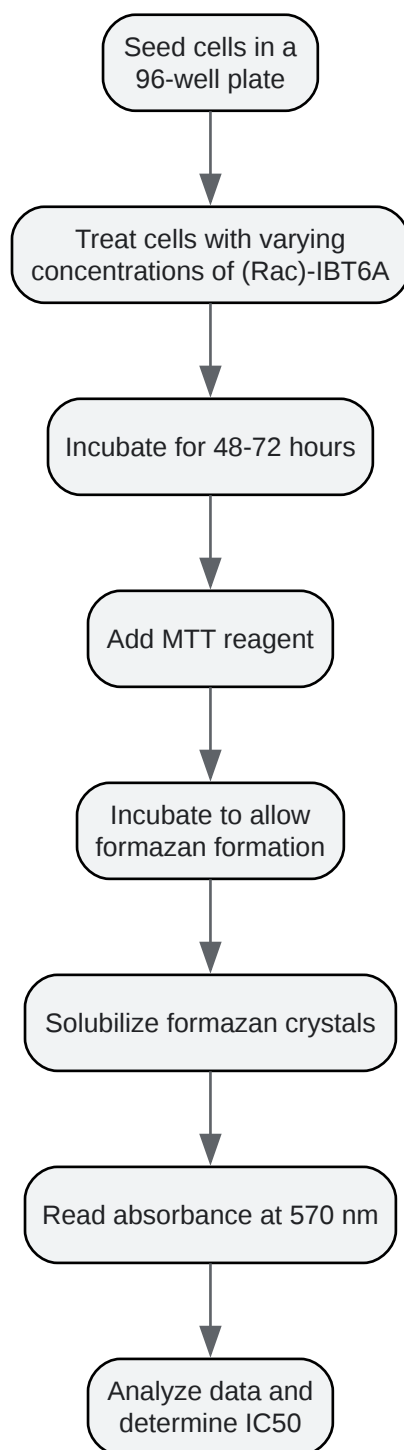 Seed cells in a
96-well plate
Treat cells with varying
concentrations of (Rac)-IBT6A
Incubate for 48-72 hours
Add MTT reagent
Incubate to allow
formazan formation
Solubilize formazan crystals
Read absorbance at 570 nm
Analyze data and
determine IC50